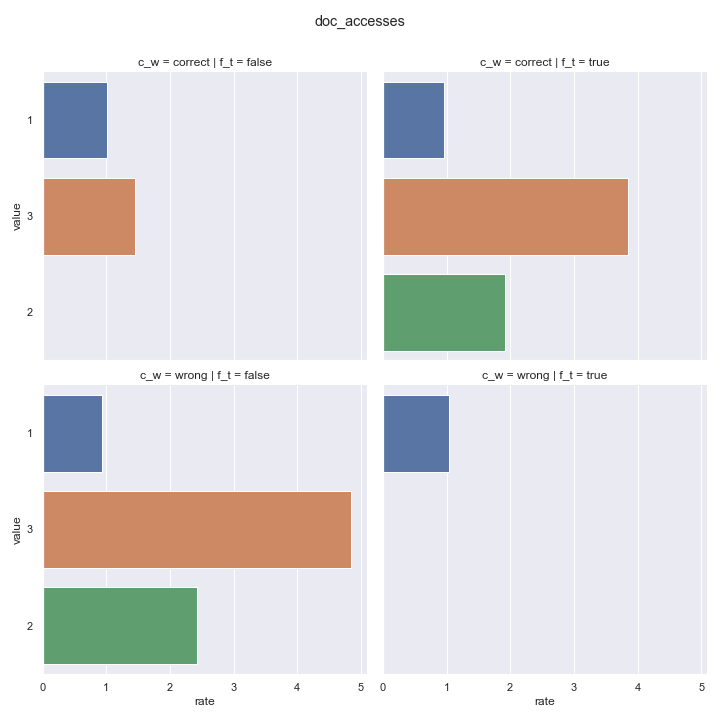 doc_accesses
c_w = correct | f_t = false
c_w = correct | f_t = true
1
3
2
value
c_w = wrong | f_t = false
c_w = wrong | f_t = true
1
3
2
value
0 1 2 3 4 5
0 1 2 3 4 5
rate
rate